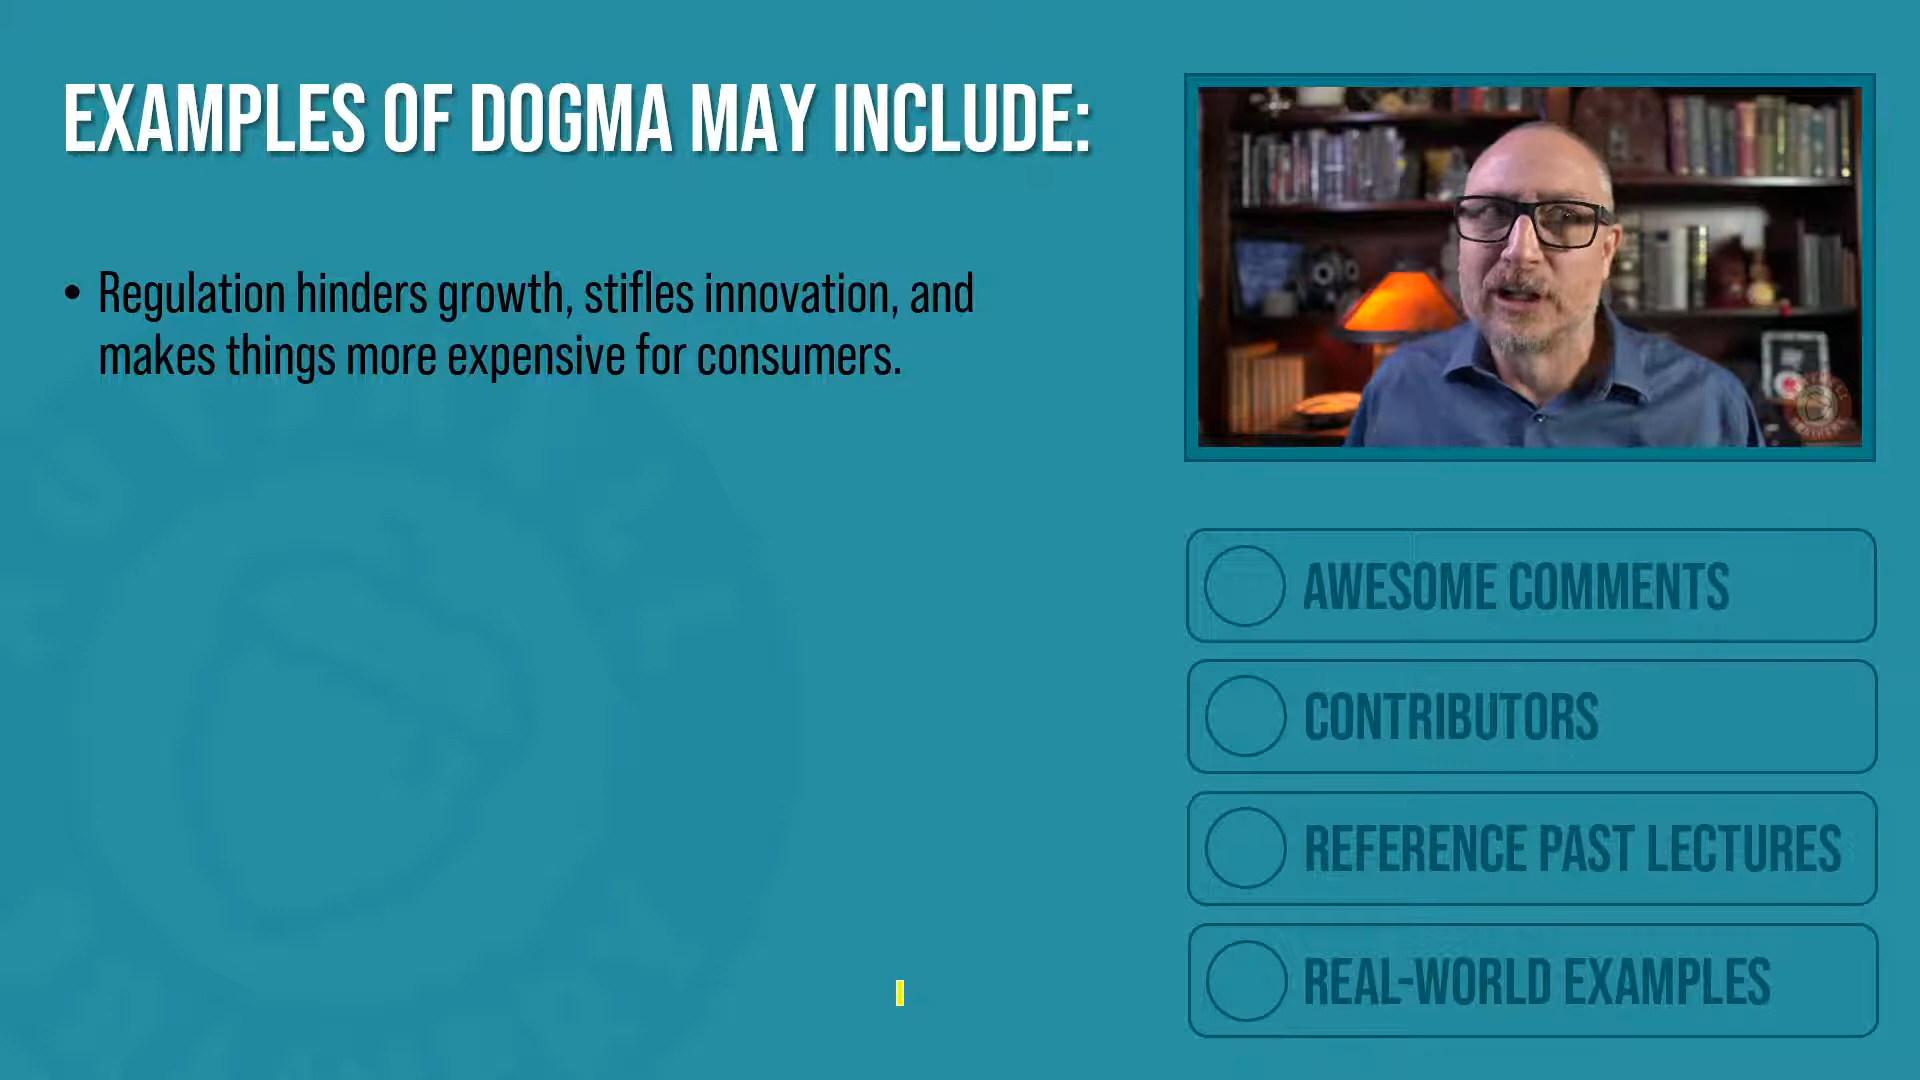 EXAMPLES OF DOGMA MAY INCLUDE:
• Regulation hinders growth, stifles innovation, and
makes things more expensive for consumers.
AWESOME COMMENTS
CONTRIBUTORS
REFERENCE PAST LECTURES
REAL-WORLD EXAMPLES